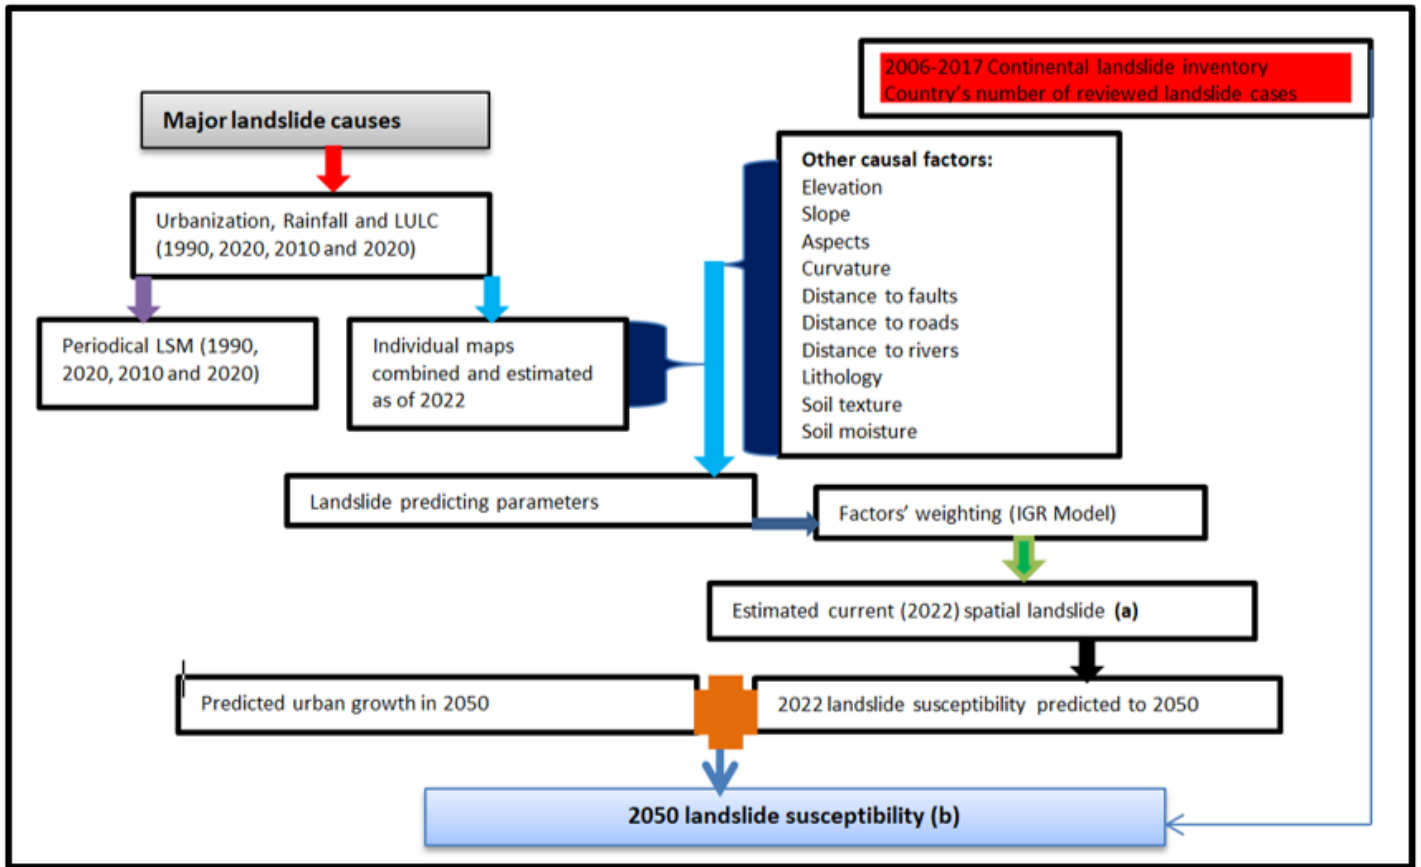 2006-2017 Continental landslide inventory
Country's number of reviewed landslide cases
Major landslide causes
Urbanization, Rainfall and LULC
(1990, 2020, 2010 and 2020)
Periodical LSM (1990,
2020, 2010 and 2020)
Individual maps
combined and estimated
as of 2022
Other causal factors:
Elevation
Slope
Aspects
Curvature
Distance to faults
Distance to roads
Distance to rivers
Lithology
Soil texture
Soil moisture
Landslide predicting parameters
Factors' weighting (IGR Model)
Estimated current (2022) spatial landslide (a)
Predicted urban growth in 2050
2022 landslide susceptibility predicted to 2050
2050 landslide susceptibility (b)